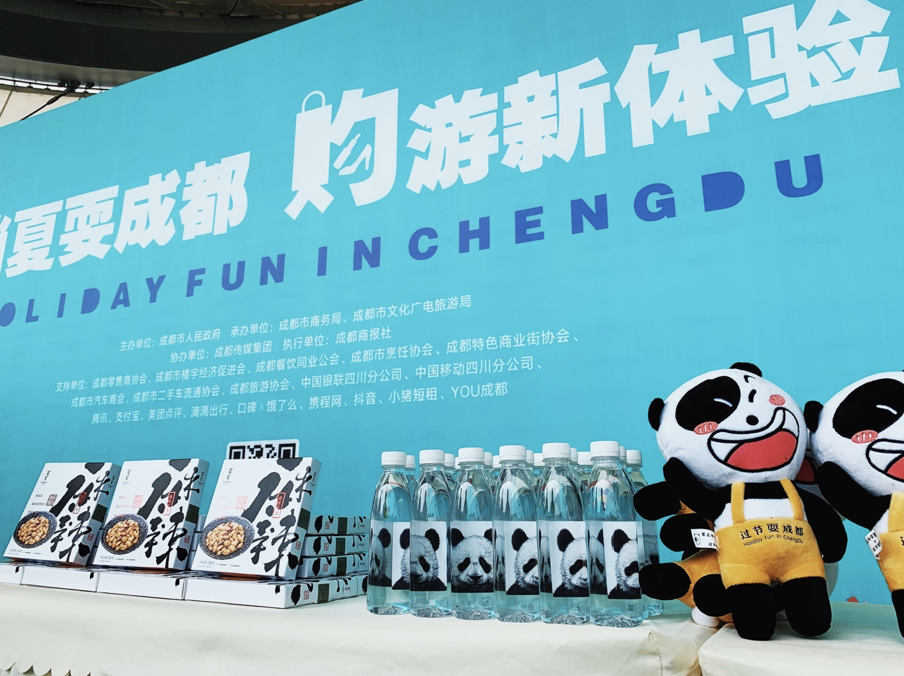 夏耍成都 购游新体验
OLIDAY FUN IN CHENGDU
主办单位：成都市人民政府 承办单位：成都市商务局、成都市文化广电旅游局
协办单位：成都传媒集团 执行单位：成都商报社
支持单位：成都零售商协会、成都市楼宇经济促进会、成都餐饮同业公会、成都市烹饪协会、成都特色商业街协会、
成都市汽车商会、成都市二手车流通协会、成都旅游协会、中国银联四川分公司、中国移动四川分公司、
腾讯、支付宝、美团点评、滴滴出行、口碑&饿了么、携程网、抖音、小猪短租、YOU成都
麻辣
麻辣
麻辣
过节耍成都
Holiday fun in ChengDu